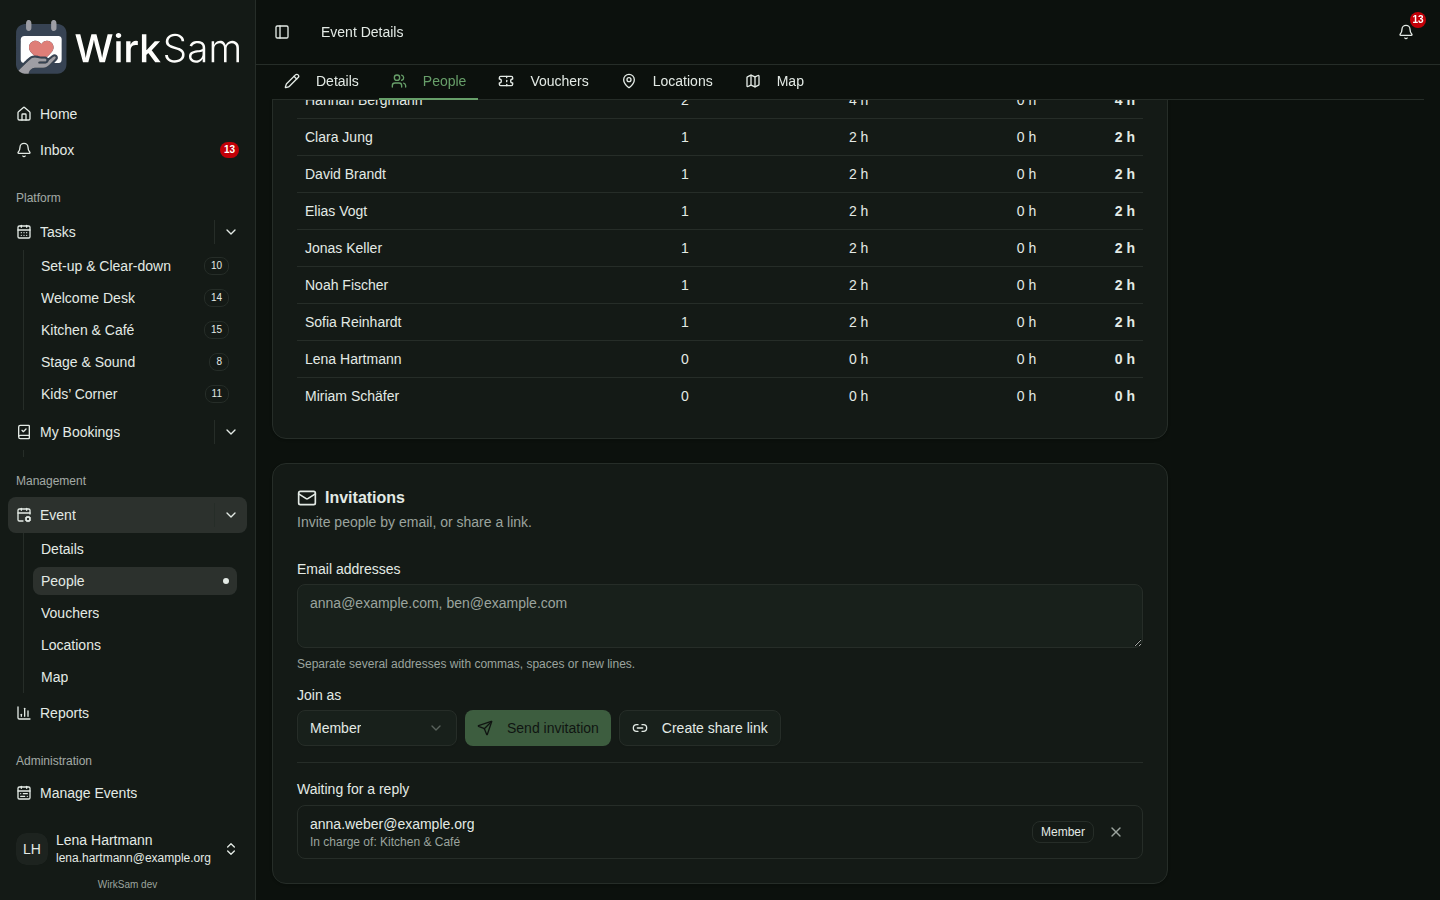 WirkSam
Event Details
13
Home
Inbox 13
Platform
Tasks
Set-up & Clear-down 10
Welcome Desk 14
Kitchen & Café 15
Stage & Sound 8
Kids' Corner 11
My Bookings
Management
Event
Details
People
Vouchers
Locations
Map
Reports
Administration
Manage Events
LH
Lena Hartmann
lena.hartmann@example.org
WirkSam dev
Details People Vouchers Locations Map
Hannah Bergmann 2 4 h 0 h 4 h
Clara Jung 1 2 h 0 h 2 h
David Brandt 1 2 h 0 h 2 h
Elias Vogt 1 2 h 0 h 2 h
Jonas Keller 1 2 h 0 h 2 h
Noah Fischer 1 2 h 0 h 2 h
Sofia Reinhardt 1 2 h 0 h 2 h
Lena Hartmann 0 0 h 0 h 0 h
Miriam Schäfer 0 0 h 0 h 0 h
Invitations
Invite people by email, or share a link.
Email addresses
anna@example.com, ben@example.com
Separate several addresses with commas, spaces or new lines.
Join as
Member Send invitation Create share link
Waiting for a reply
anna.weber@example.org
In charge of: Kitchen & Café
Member